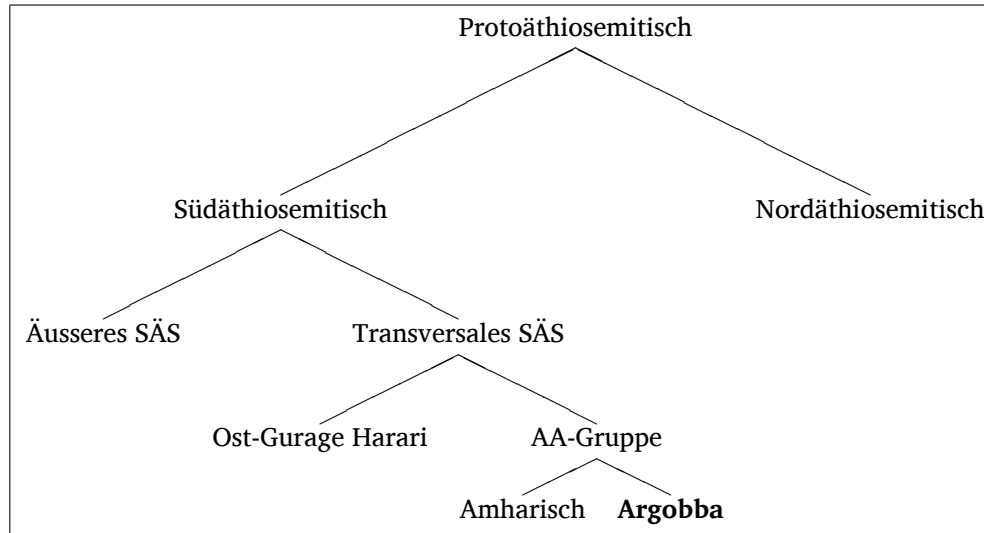 Protoäthiosemitisch
Südäthiosemitisch Nordäthiosemitisch
Äusseres SÄS Transversales SÄS
Ost-Gurage Harari AA-Gruppe
Amharisch Argobba